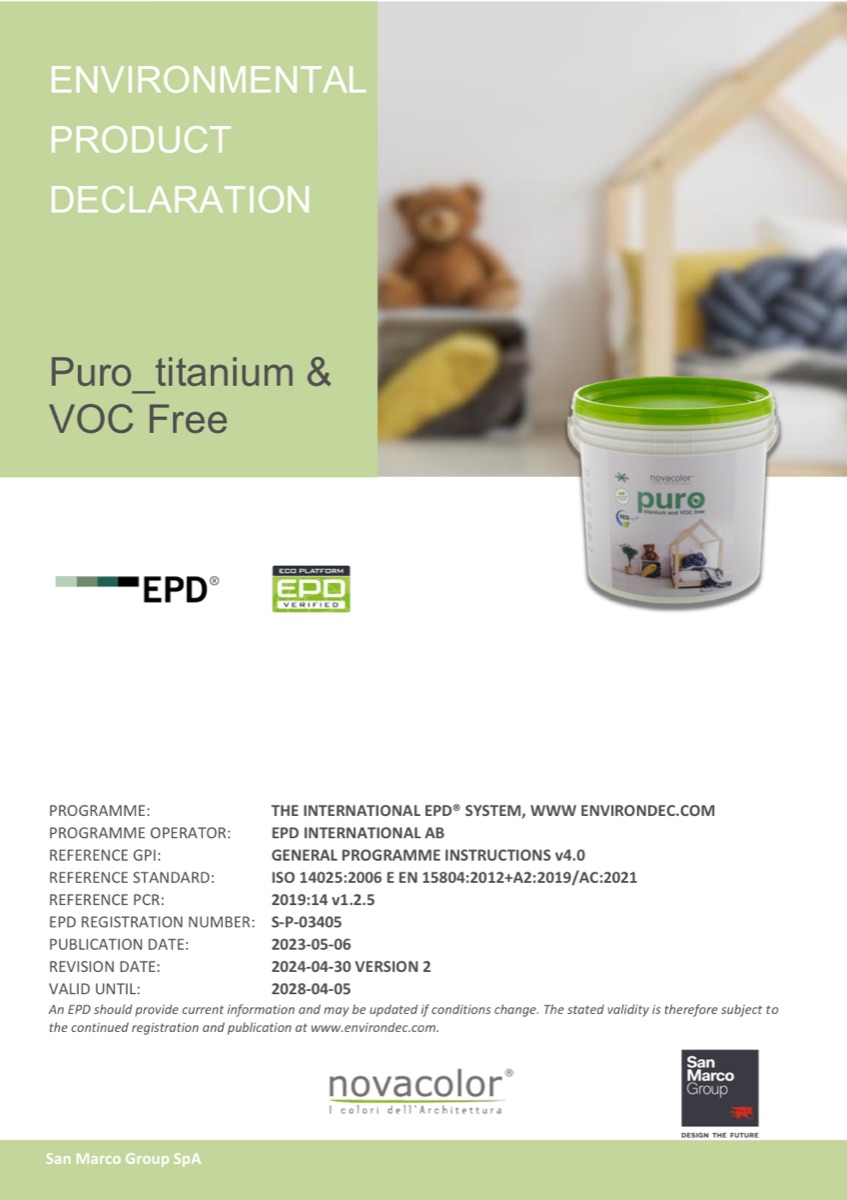 ENVIRONMENTAL
PRODUCT
DECLARATION
Puro_titanium &
VOC Free
novacolor
puro
titanium and VOC free
EPD®
ECO PLATFORM
EPD
VERIFIED
PROGRAMME: THE INTERNATIONAL EPD® SYSTEM, WWW ENVIRONDEC.COM
PROGRAMME OPERATOR: EPD INTERNATIONAL AB
REFERENCE GPI: GENERAL PROGRAMME INSTRUCTIONS v4.0
REFERENCE STANDARD: ISO 14025:2006 E EN 15804:2012+A2:2019/AC:2021
REFERENCE PCR: 2019:14 v1.2.5
EPD REGISTRATION NUMBER: S-P-03405
PUBLICATION DATE: 2023-05-06
REVISION DATE: 2024-04-30 VERSION 2
VALID UNTIL: 2028-04-05
An EPD should provide current information and may be updated if conditions change. The stated validity is therefore subject to
the continued registration and publication at www.environdec.com.
novacolor®
I colori dell'Architettura
San
Marco
Group
DESIGN THE FUTURE
San Marco Group SpA